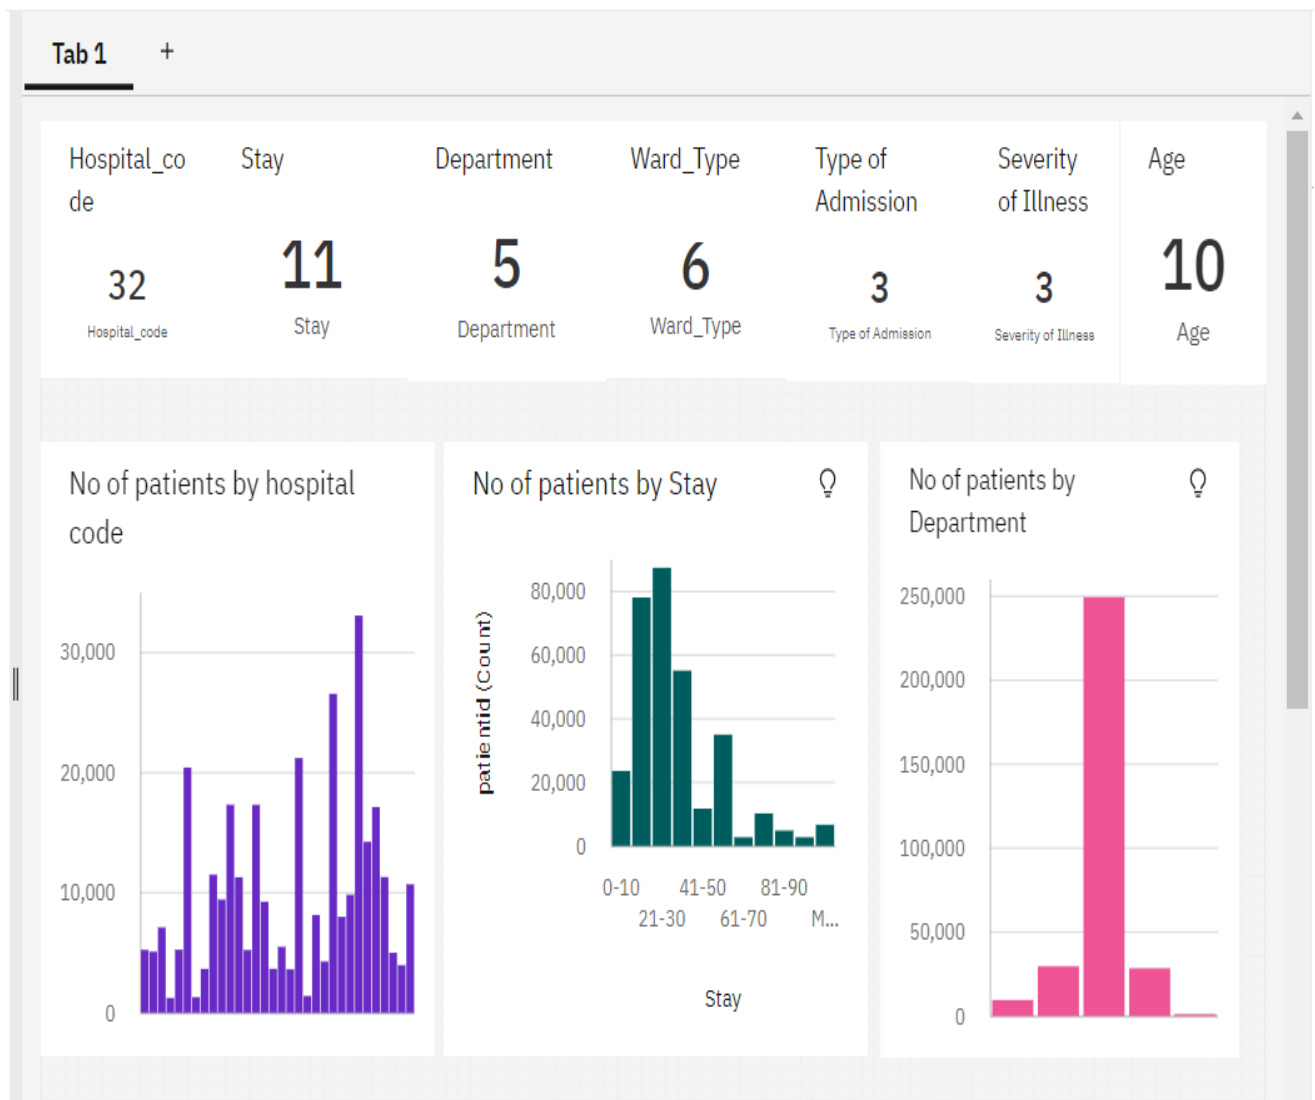 Tab 1 +
Hospital_co
de
32
Hospital_code
Stay
11
Stay
Department
5
Department
Ward_Type
6
Ward_Type
Type of
Admission
3
Type of Admission
Severity
of Illness
3
Severity of Illness
Age
10
Age
No of patients by hospital
code
30,000
20,000
10,000
0
No of patients by Stay
patientid (Count)
80,000
60,000
40,000
20,000
0
0-10
21-30
41-50
61-70
81-90
M...
Stay
No of patients by
Department
250,000
200,000
150,000
100,000
50,000
0